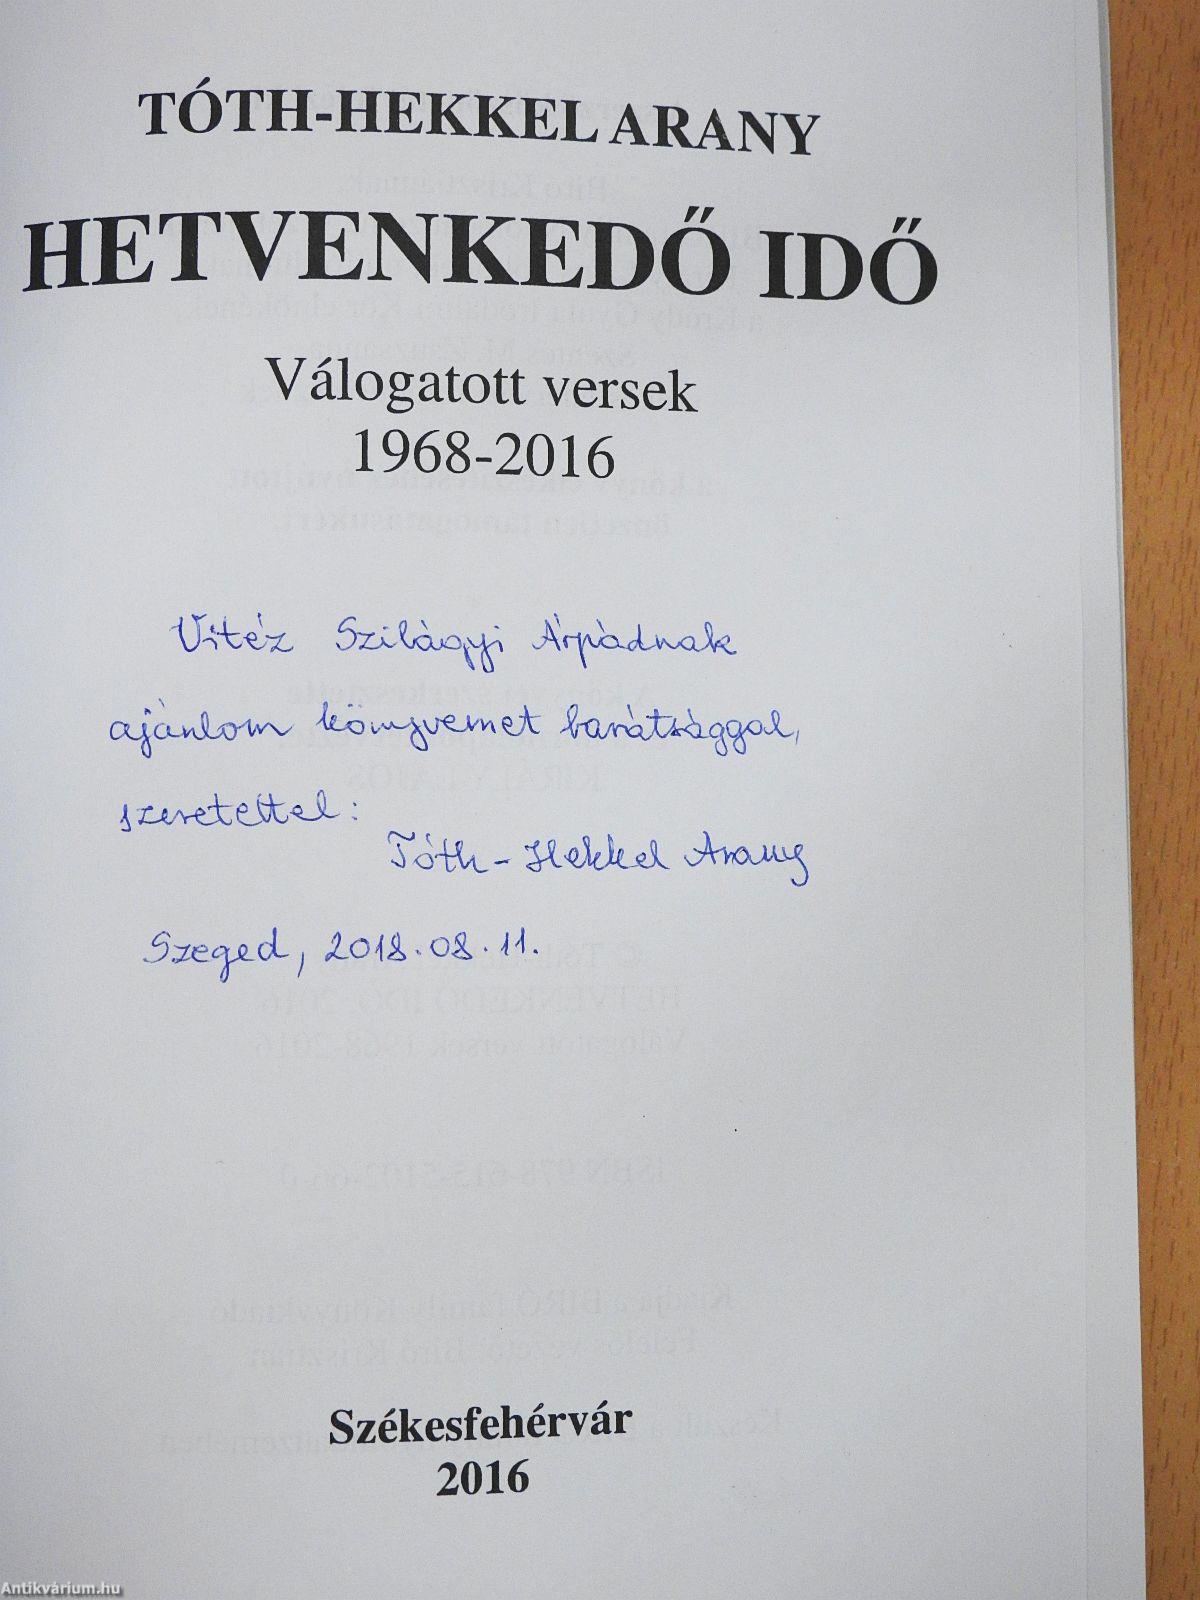 TÓTH-HEKKEL ARANY
HETVENKEDŐ IDŐ
Válogatott versek
1968-2016
Vitéz Szilágyi Árpádnak
ajánlom könyvemet barátsággal,
szeretettel:
Tóth-Hekkel Arany
Szeged, 2018.08.11.
Székesfehérvár
2016
Antikvárium.hu